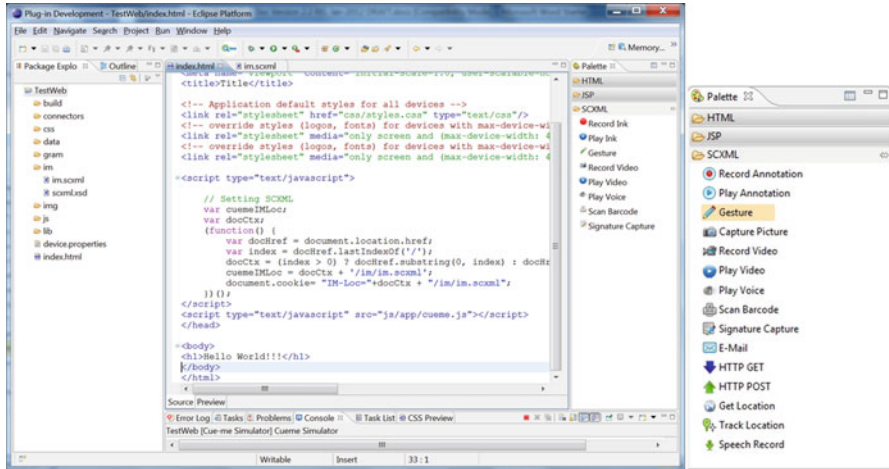 Plug-in Development - TestWeb/index.html - Eclipse Platform
File Edit Navigate Search Project Run Window Help
Memory... »
Package Explo Outline
TestWeb
build
connectors
css
data
gram
im
im.scxml
scxml.xsd
img
js
lib
device.properties
index.html
index.html im.scxml
<meta name="viewport" content="initial-scale=1.0, user-scalable=no
<title>Title</title>
<!-- Application default styles for all devices -->
<link rel="stylesheet" href="css/styles.css" type="text/css"/>
<!-- override styles (logos, fonts) for devices with max-device-wi
<link rel="stylesheet" media="only screen and (max-device-width: 4
<!-- override styles (logos, fonts) for devices with max-device-wi
<link rel="stylesheet" media="only screen and (max-device-width: 4
<script type="text/javascript">
// Setting SCXML
var cuemeIMLoc;
var docCtx;
(function() {
var docHref = document.location.href;
var index = docHref.lastIndexOf('/');
docCtx = (index > 0) ? docHref.substring(0, index) : docHr
cuemeIMLoc = docCtx + '/im/im.scxml';
document.cookie= "IM-Loc="+docCtx + "/im/im.scxml";
})();
</script>
<script type="text/javascript" src="js/app/cueme.js"></script>
</head>
<body>
<h1>Hello World!!!</h1>
</body>
</html>
Source Preview
Error Log Tasks Problems Console Task List CSS Preview
TestWeb [Cue-me Simulator] Cueme Simulator
Writable Insert 33 : 1
Palette
HTML
JSP
SCXML
Record Ink
Play Ink
Gesture
Record Video
Play Video
Play Voice
Scan Barcode
Signature Capture
Palette
HTML
JSP
SCXML
Record Annotation
Play Annotation
Gesture
Capture Picture
Record Video
Play Video
Play Voice
Scan Barcode
Signature Capture
E-Mail
HTTP GET
HTTP POST
Get Location
Track Location
Speech Record